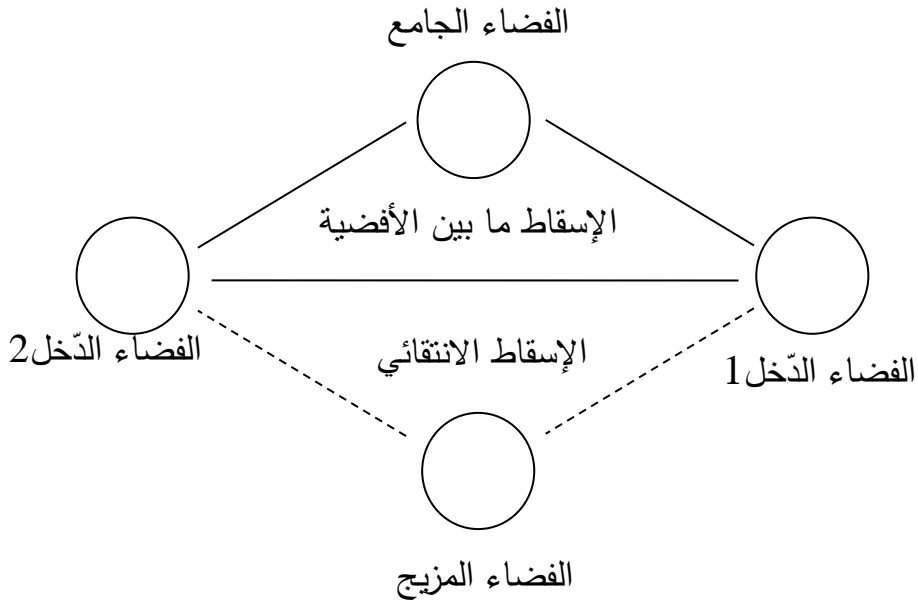 الفضاء الجامع
الإسقاط ما بين الأفضية
الفضاء الدّخل1
الفضاء الدّخل2
الإسقاط الانتقائي
الفضاء المزيج